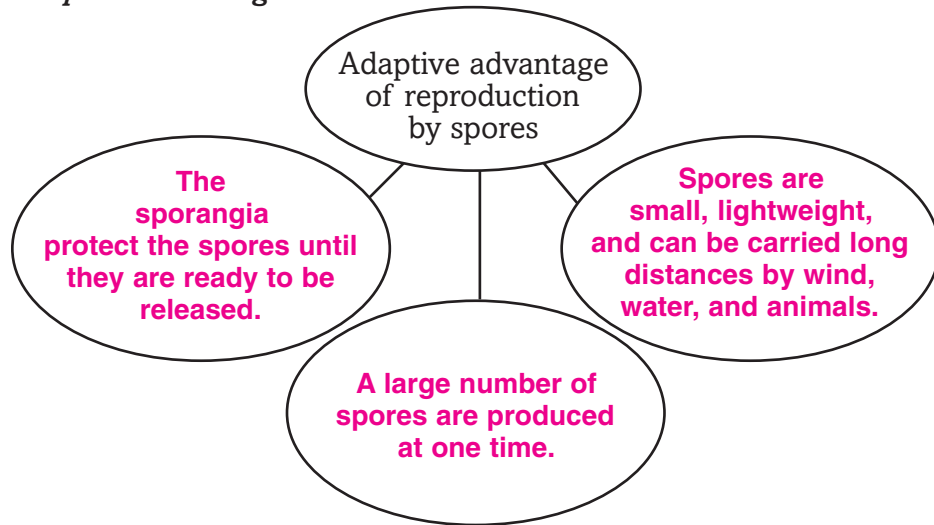 Adaptive advantage
of reproduction
by spores
The
sporangia
protect the spores until
they are ready to be
released.
Spores are
small, lightweight,
and can be carried long
distances by wind,
water, and animals.
A large number of
spores are produced
at one time.